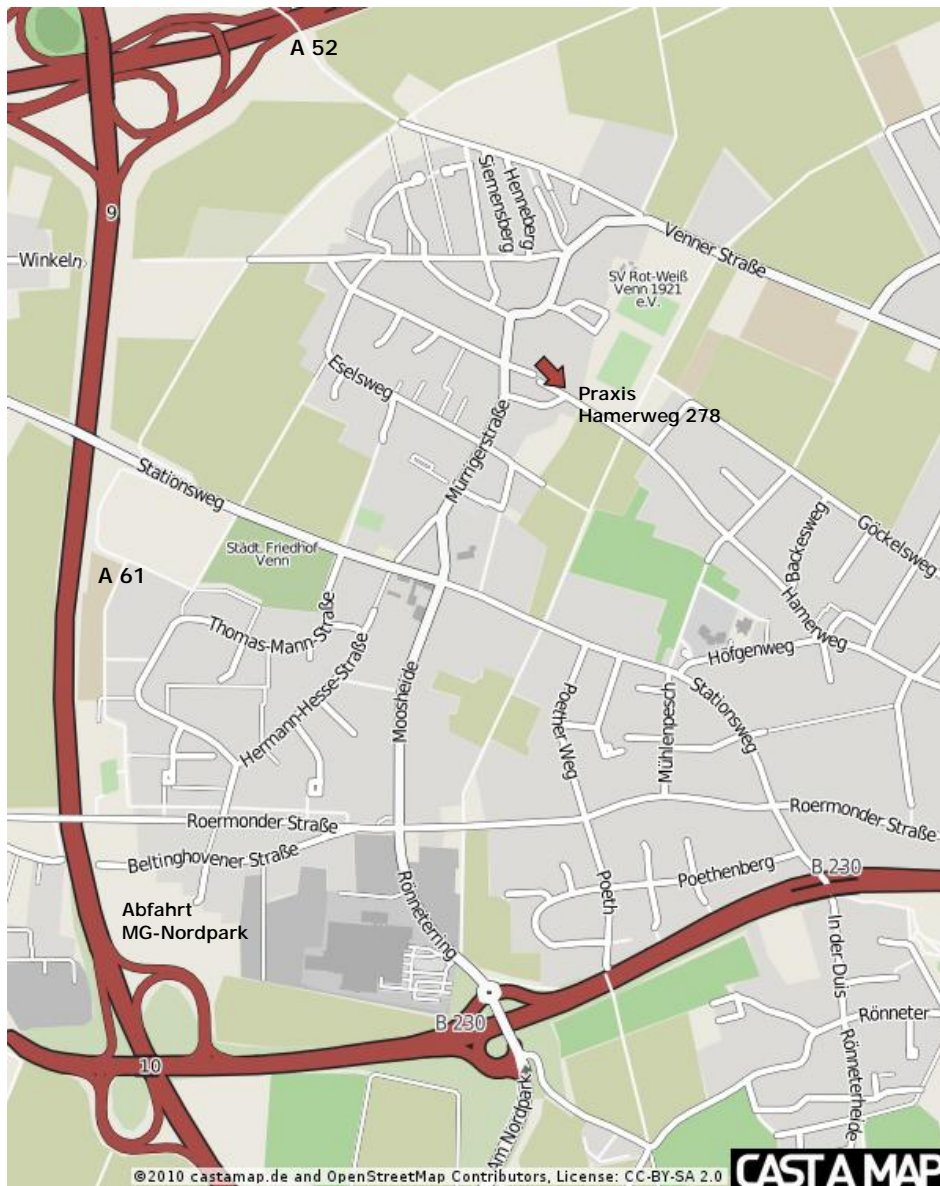 A 52
9
Winkeln
Siemensberg
Henneberg
Venner Straße
SV Rot-Weiß
Venn 1921
e.V.
Eselsweg
Praxis
Hamerweg 278
Mürrigerstraße
Stationsweg
Göckelsweg
Backesweg
Städt. Friedhof
Venn
A 61
Hamerweg
Thomas-Mann-Straße
Höfgenweg
Hermann-Hesse-Straße
Moosheide
Poether Weg
Mühlenbusch
Stationsweg
Roermonder Straße
Roermonder Straße
Beltinghovener Straße
Poethenberg
B 230
Poeth
Abfahrt
MG-Nordpark
Rönneterring
In der Duis
B 230
Rönneter
10
Rönneterheide
Am Nordpark
©2010 castamap.de and OpenStreetMap Contributors, License: CC-BY-SA 2.0
CAST A MAP